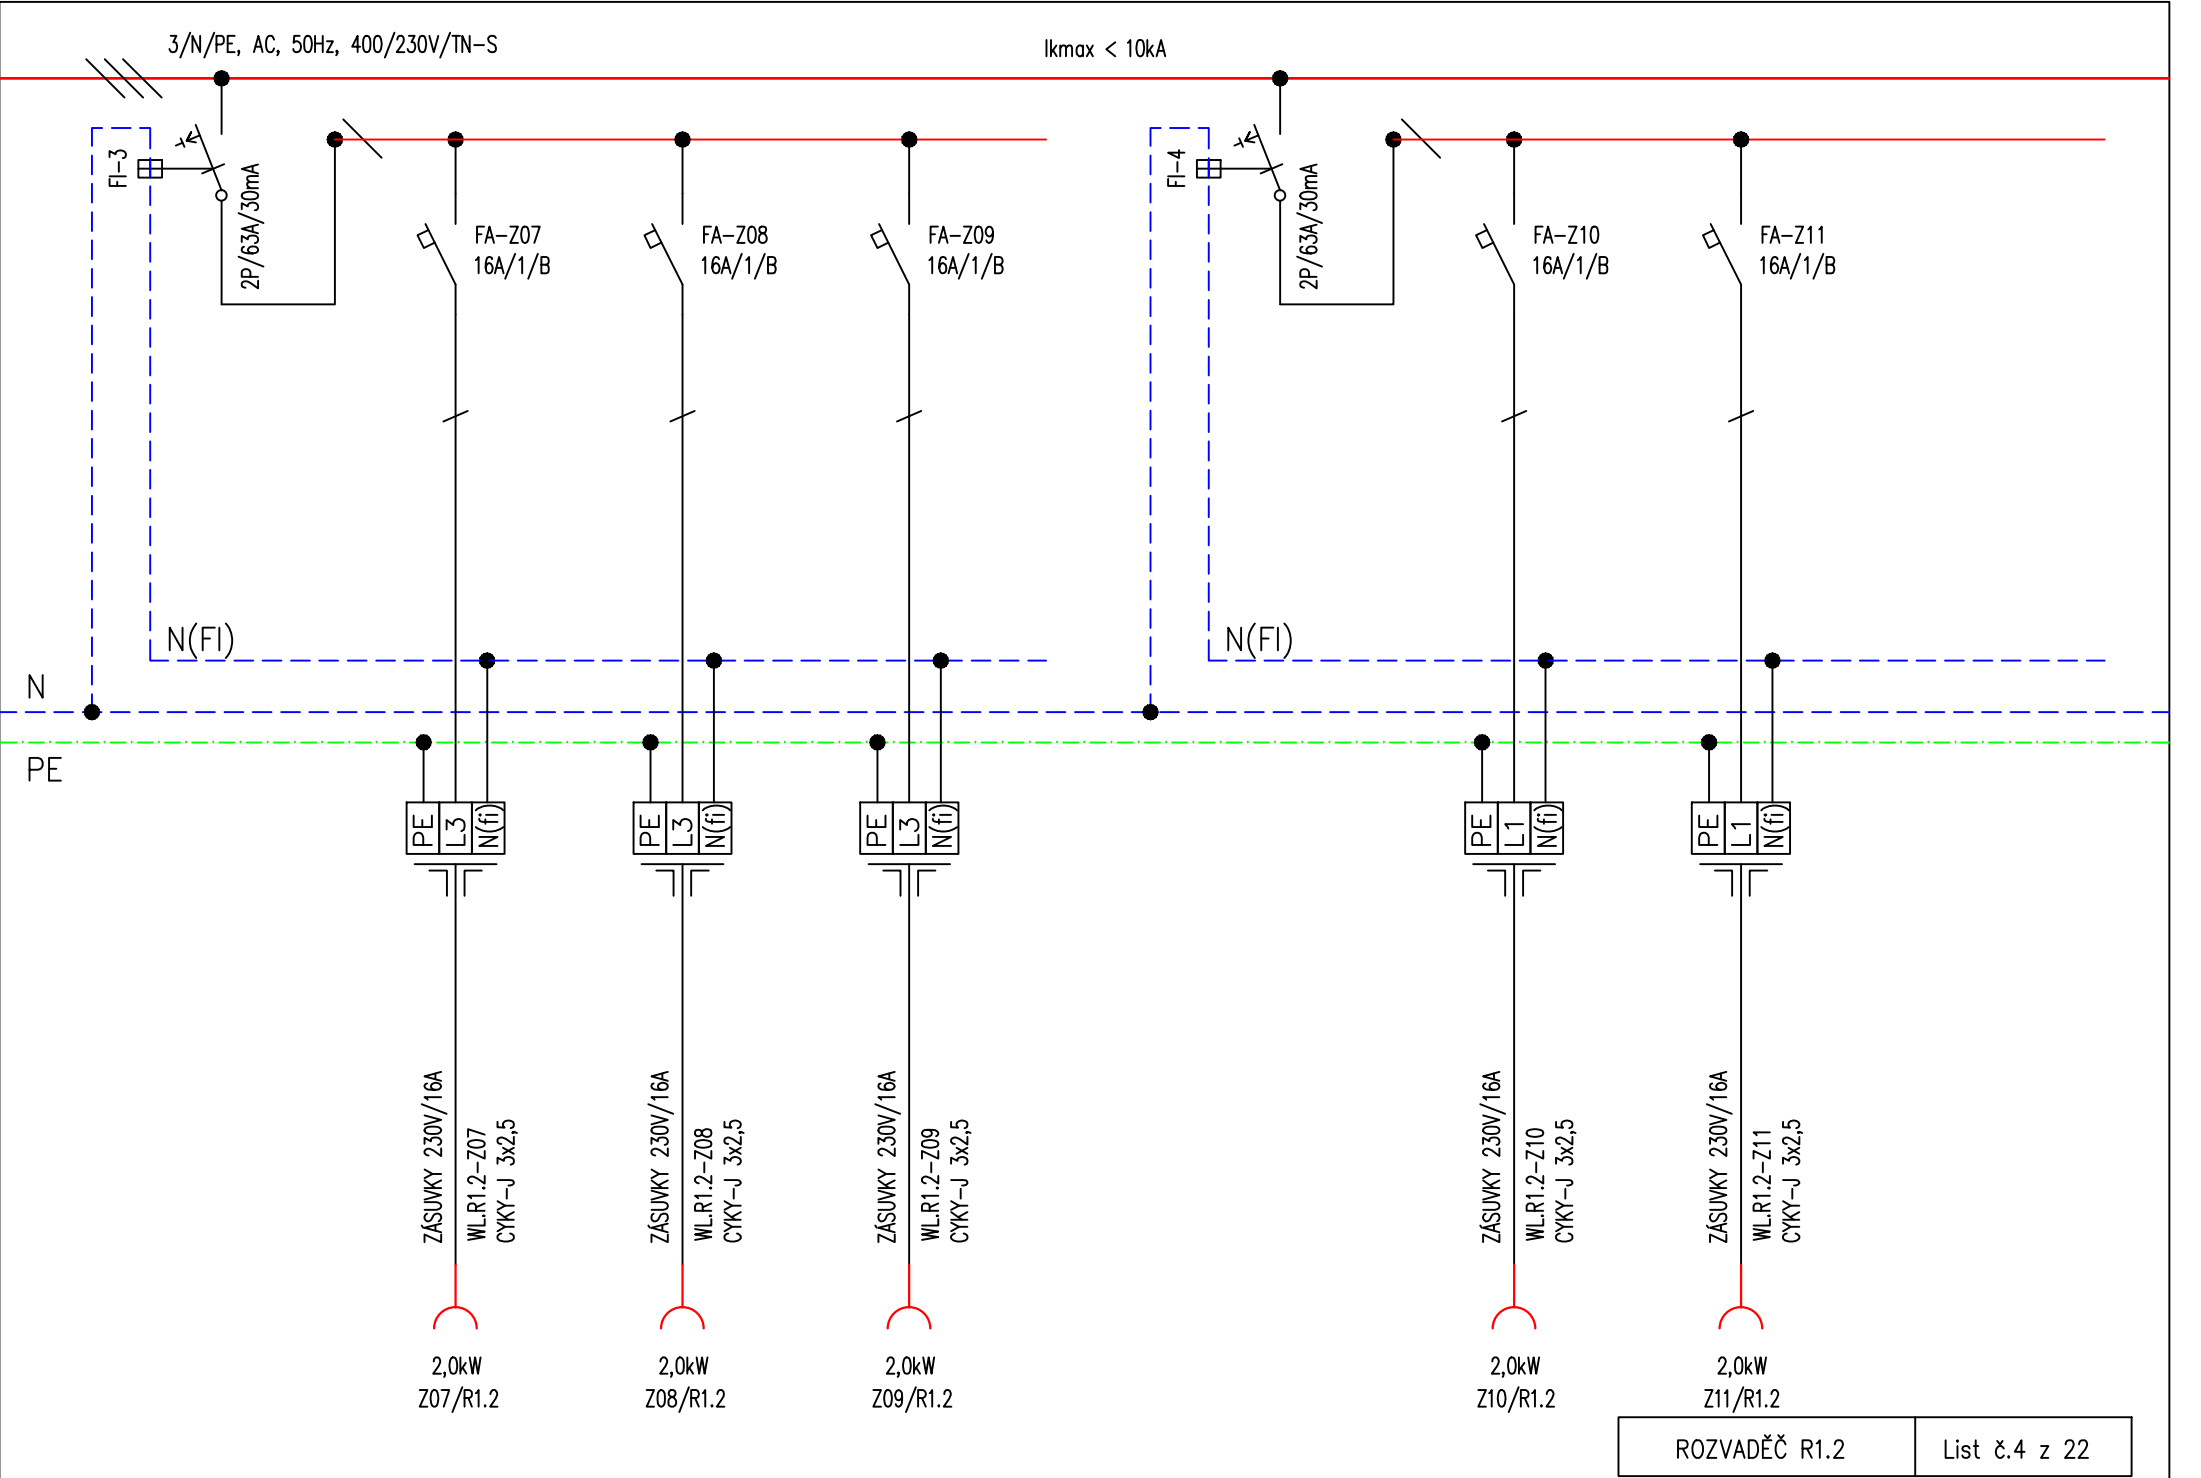 3/N/PE, AC, 50Hz, 400/230V/TN-S
Ikmax < 10kA
FI-3
2P/63A/30mA
FA-Z07
16A/1/B
FA-Z08
16A/1/B
FA-Z09
16A/1/B
FI-4
2P/63A/30mA
FA-Z10
16A/1/B
FA-Z11
16A/1/B
N(FI)
N(FI)
N
PE
PE
L3
N(fi)
PE
L3
N(fi)
PE
L3
N(fi)
PE
L1
N(fi)
PE
L1
N(fi)
ZÁSUVKY 230V/16A
WL.R1.2-Z07
CYKY-J 3x2,5
ZÁSUVKY 230V/16A
WL.R1.2-Z08
CYKY-J 3x2,5
ZÁSUVKY 230V/16A
WL.R1.2-Z09
CYKY-J 3x2,5
ZÁSUVKY 230V/16A
WL.R1.2-Z10
CYKY-J 3x2,5
ZÁSUVKY 230V/16A
WL.R1.2-Z11
CYKY-J 3x2,5
2,0kW
Z07/R1.2
2,0kW
Z08/R1.2
2,0kW
Z09/R1.2
2,0kW
Z10/R1.2
2,0kW
Z11/R1.2
ROZVADĚČ R1.2
List č.4 z 22